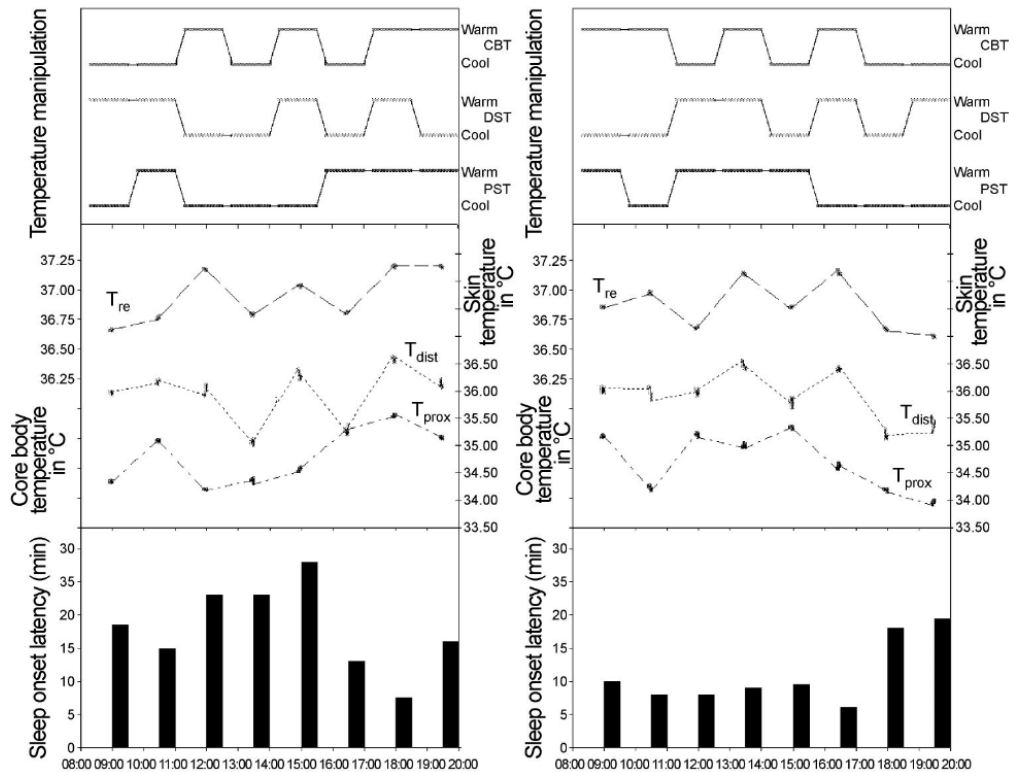 Temperature manipulation
Warm
CBT
Cool
Warm
DST
Cool
Warm
PST
Cool
Core body temperature in °C
37.25
37.00
36.75
36.50
36.25
Tre
Tdist
Tprox
Skin temperature in °C
36.50
36.00
35.50
35.00
34.50
34.00
33.50
Sleep onset latency (min)
30
35
20
15
10
5
0
08:00 09:00 10:00 11:00 12:00 13:00 14:00 15:00 16:00 17:00 18:00 19:00 20:00
Temperature manipulation
Warm
CBT
Cool
Warm
DST
Cool
Warm
PST
Cool
Core body temperature in °C
37.25
37.00
36.75
36.50
36.25
Tre
Tdist
Tprox
Skin temperature in °C
36.50
36.00
35.50
35.00
34.50
34.00
33.50
Sleep onset latency (min)
30
35
20
15
10
5
0
08:00 09:00 10:00 11:00 12:00 13:00 14:00 15:00 16:00 17:00 18:00 19:00 20:00